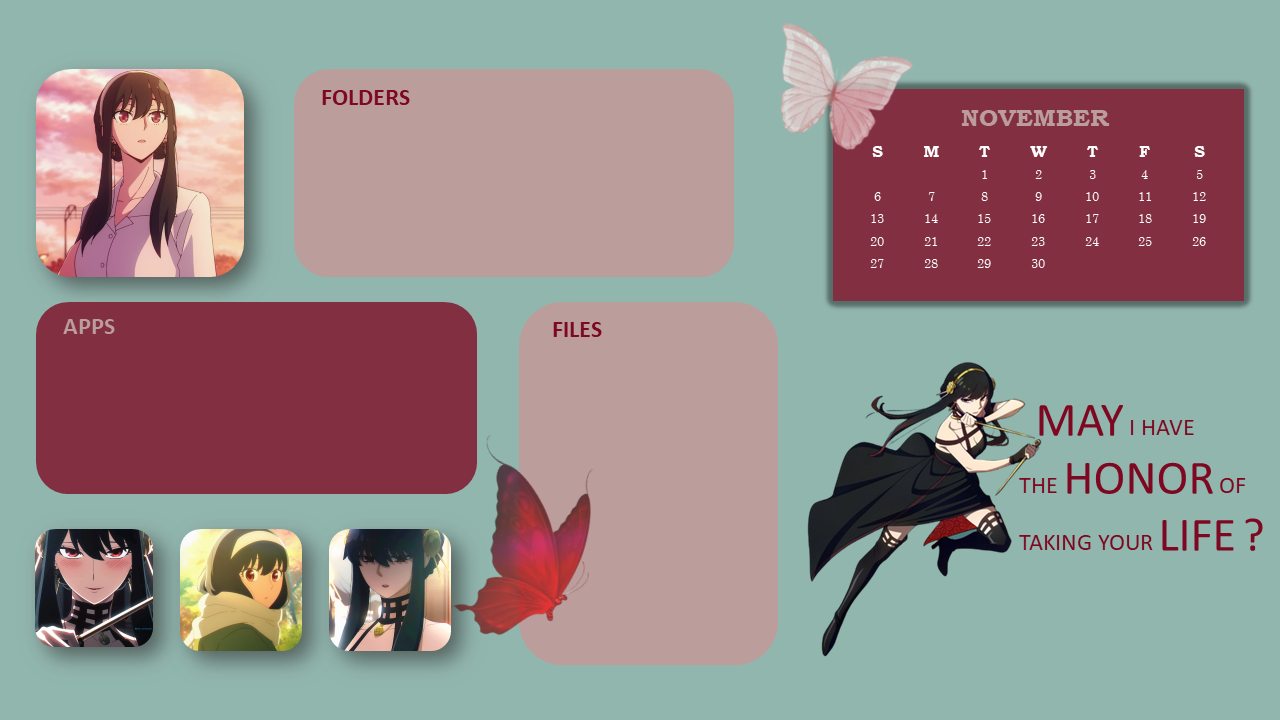 FOLDERS
NOVEMBER
S M T W T F S
1 2 3 4 5
6 7 8 9 10 11 12
13 14 15 16 17 18 19
20 21 22 23 24 25 26
27 28 29 30
APPS
FILES
MAY I HAVE
THE HONOR OF
TAKING YOUR LIFE ?